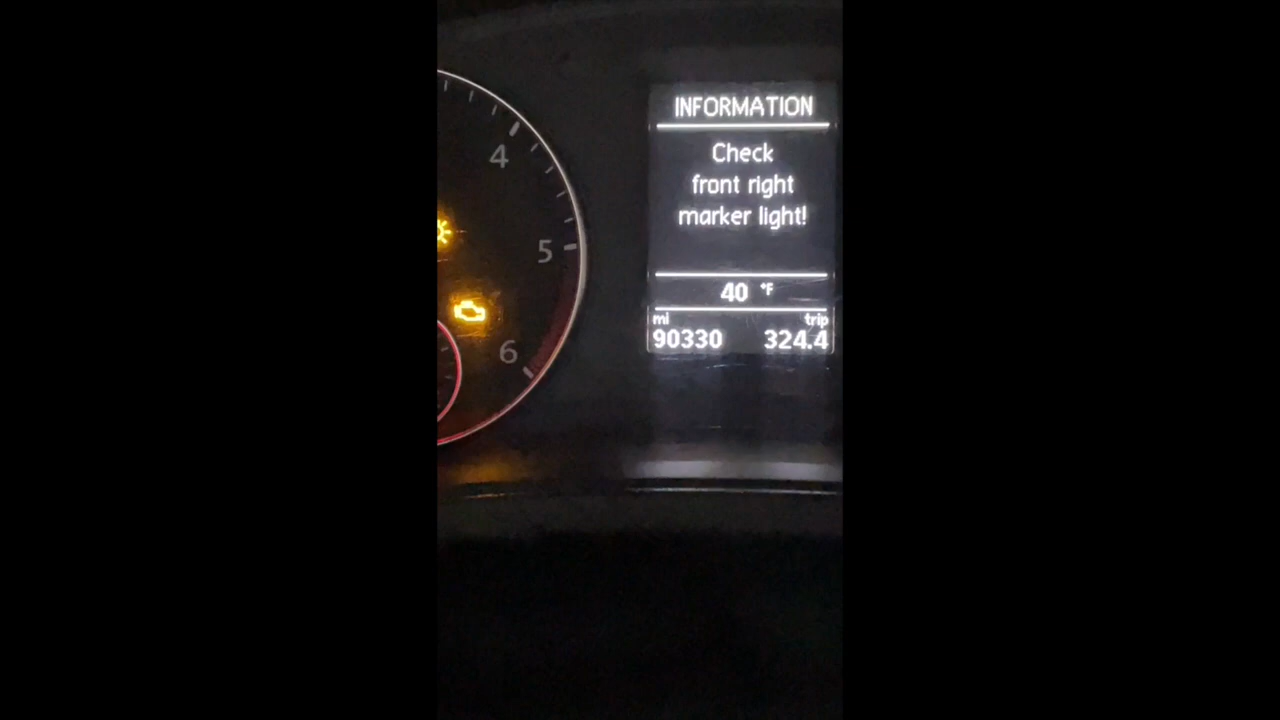 INFORMATION
Check
front right
marker light!
40 °F
mi trip
90330 324.4
4
5
6